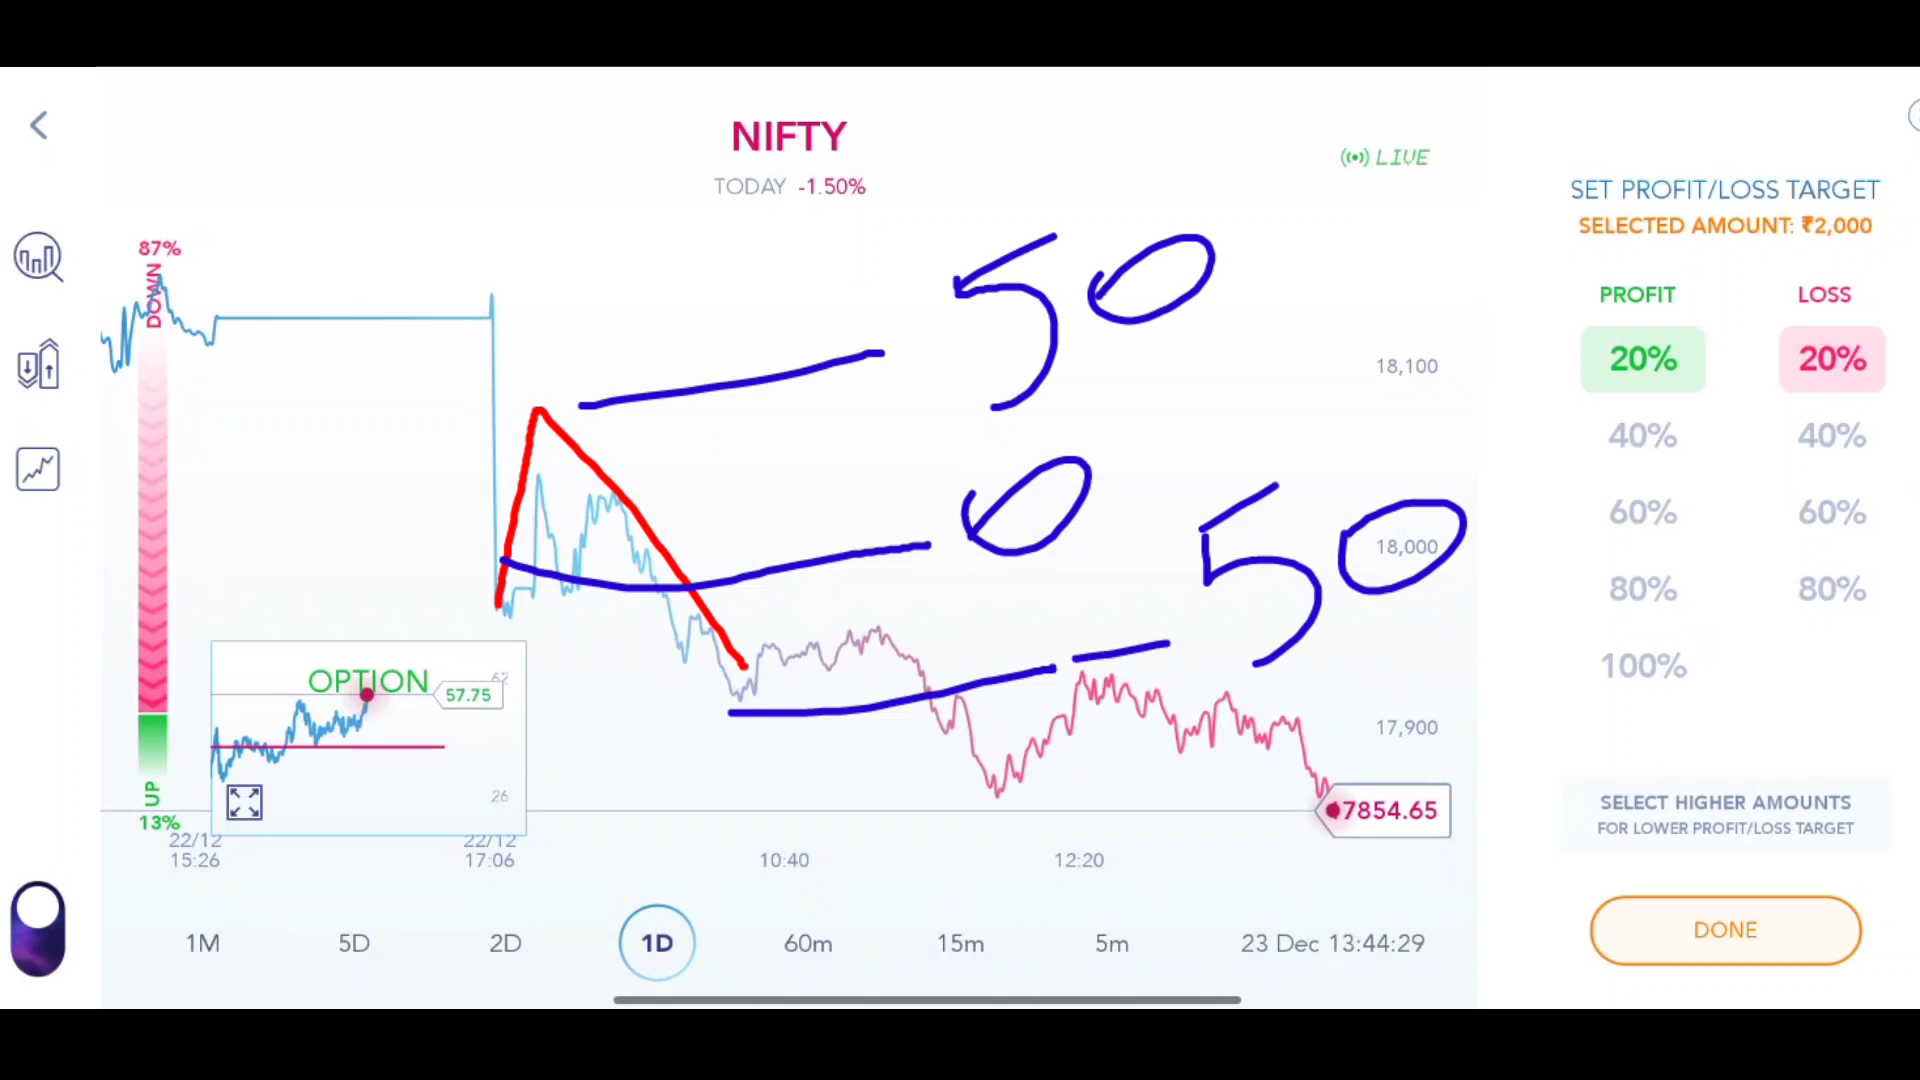 NIFTY
TODAY -1.50%
LIVE
87%
DOWN
UP
13%
50
0
-50
18,100
18,000
17,900
7854.65
OPTION
62
57.75
26
22/12
15:26
22/12
17:06
10:40
12:20
1M
5D
2D
1D
60m
15m
5m
23 Dec 13:44:29
SET PROFIT/LOSS TARGET
SELECTED AMOUNT: ₹2,000
PROFIT LOSS
20% 20%
40% 40%
60% 60%
80% 80%
100%
SELECT HIGHER AMOUNTS
FOR LOWER PROFIT/LOSS TARGET
DONE